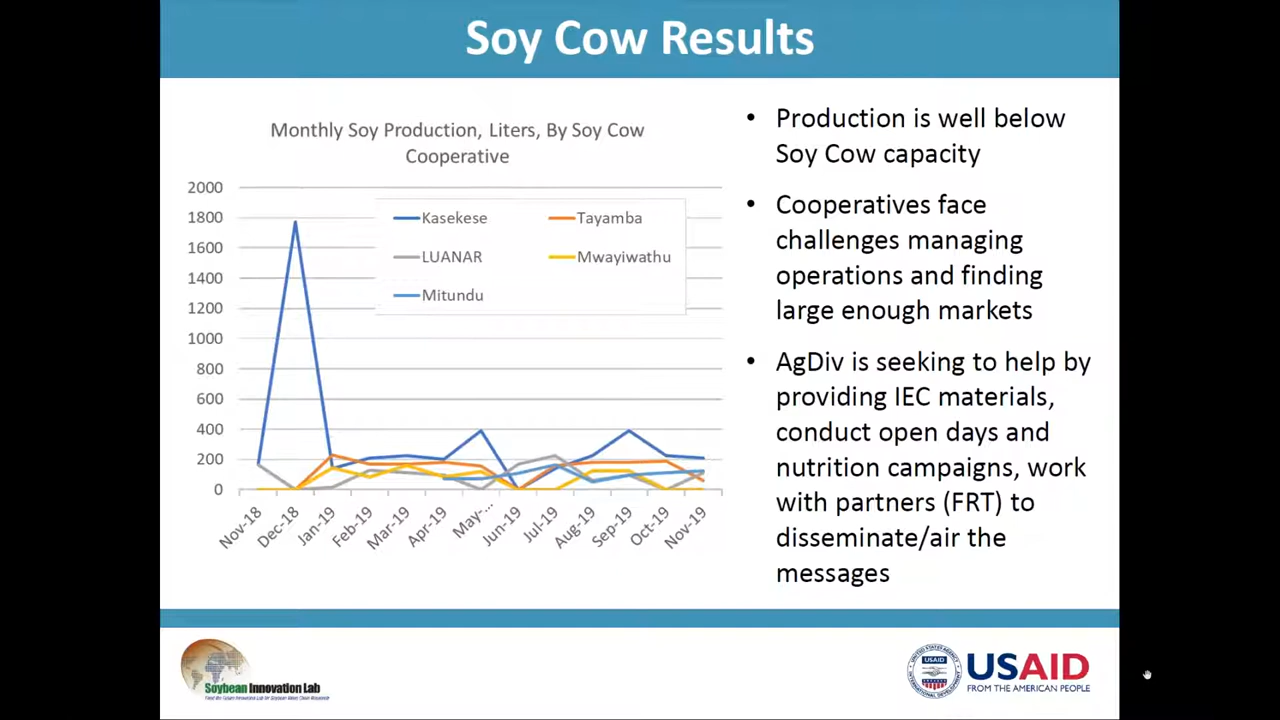 Soy Cow Results
Monthly Soy Production, Liters, By Soy Cow
Cooperative
2000
1800
1600
1400
1200
1000
800
600
400
200
0
Kasekese
Tayamba
LUANAR
Mwayiwathu
Mitundu
Nov-18
Dec-18
Jan-19
Feb-19
Mar-19
Apr-19
May-...
Jun-19
Jul-19
Aug-19
Sep-19
Oct-19
Nov-19
• Production is well below
Soy Cow capacity
• Cooperatives face
challenges managing
operations and finding
large enough markets
• AgDiv is seeking to help by
providing IEC materials,
conduct open days and
nutrition campaigns, work
with partners (FRT) to
disseminate/air the
messages
Soybean Innovation Lab
USAID
USAID
FROM THE AMERICAN PEOPLE